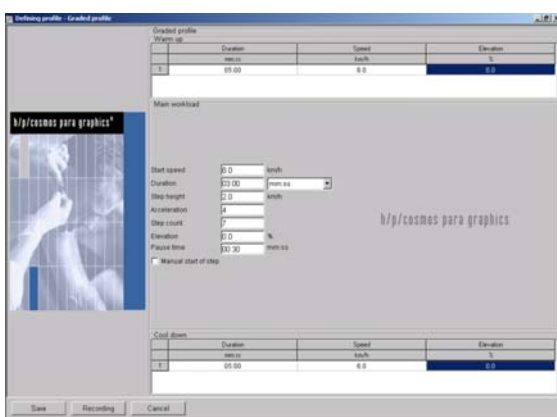 Defining profile - Graded profile
Graded profile
Warm up
Duration Speed Elevation
mm:ss km/h %
1 05:00 6.0 0.0
h/p/cosmos para graphics®
Main workload
Start speed 8.0 km/h
Duration 03:00 mm:ss
Step height 2.0 km/h
Acceleration 4
Step count 7
Elevation 0.0 %
Pause time 00:30 mm:ss
Manual start of step
h/p/cosmos para graphics
Cool down
Duration Speed Elevation
mm:ss km/h %
1 05:00 6.0 0.0
Save Recording Cancel